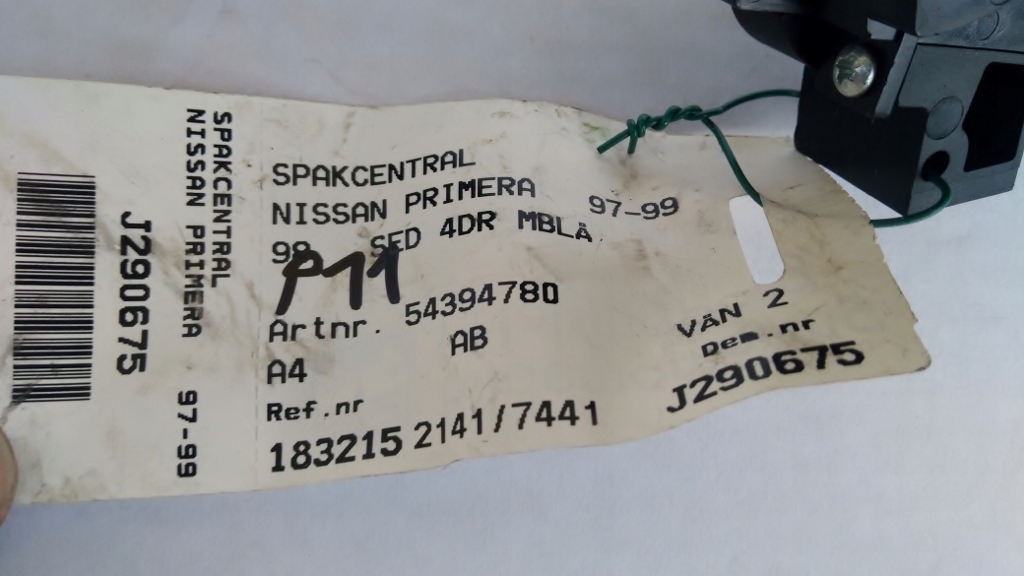 J290675
SPAKCENTRAL
NISSAN PRIMERA 97-99
SPAKCENTRAL
NISSAN PRIMERA 97-99
98 SED 4DR MBLÅ
P11
Artnr. 54394780
A4 AB
Ref.nr
183215 2141/7441
VÄN 2
Dem.nr
J290675